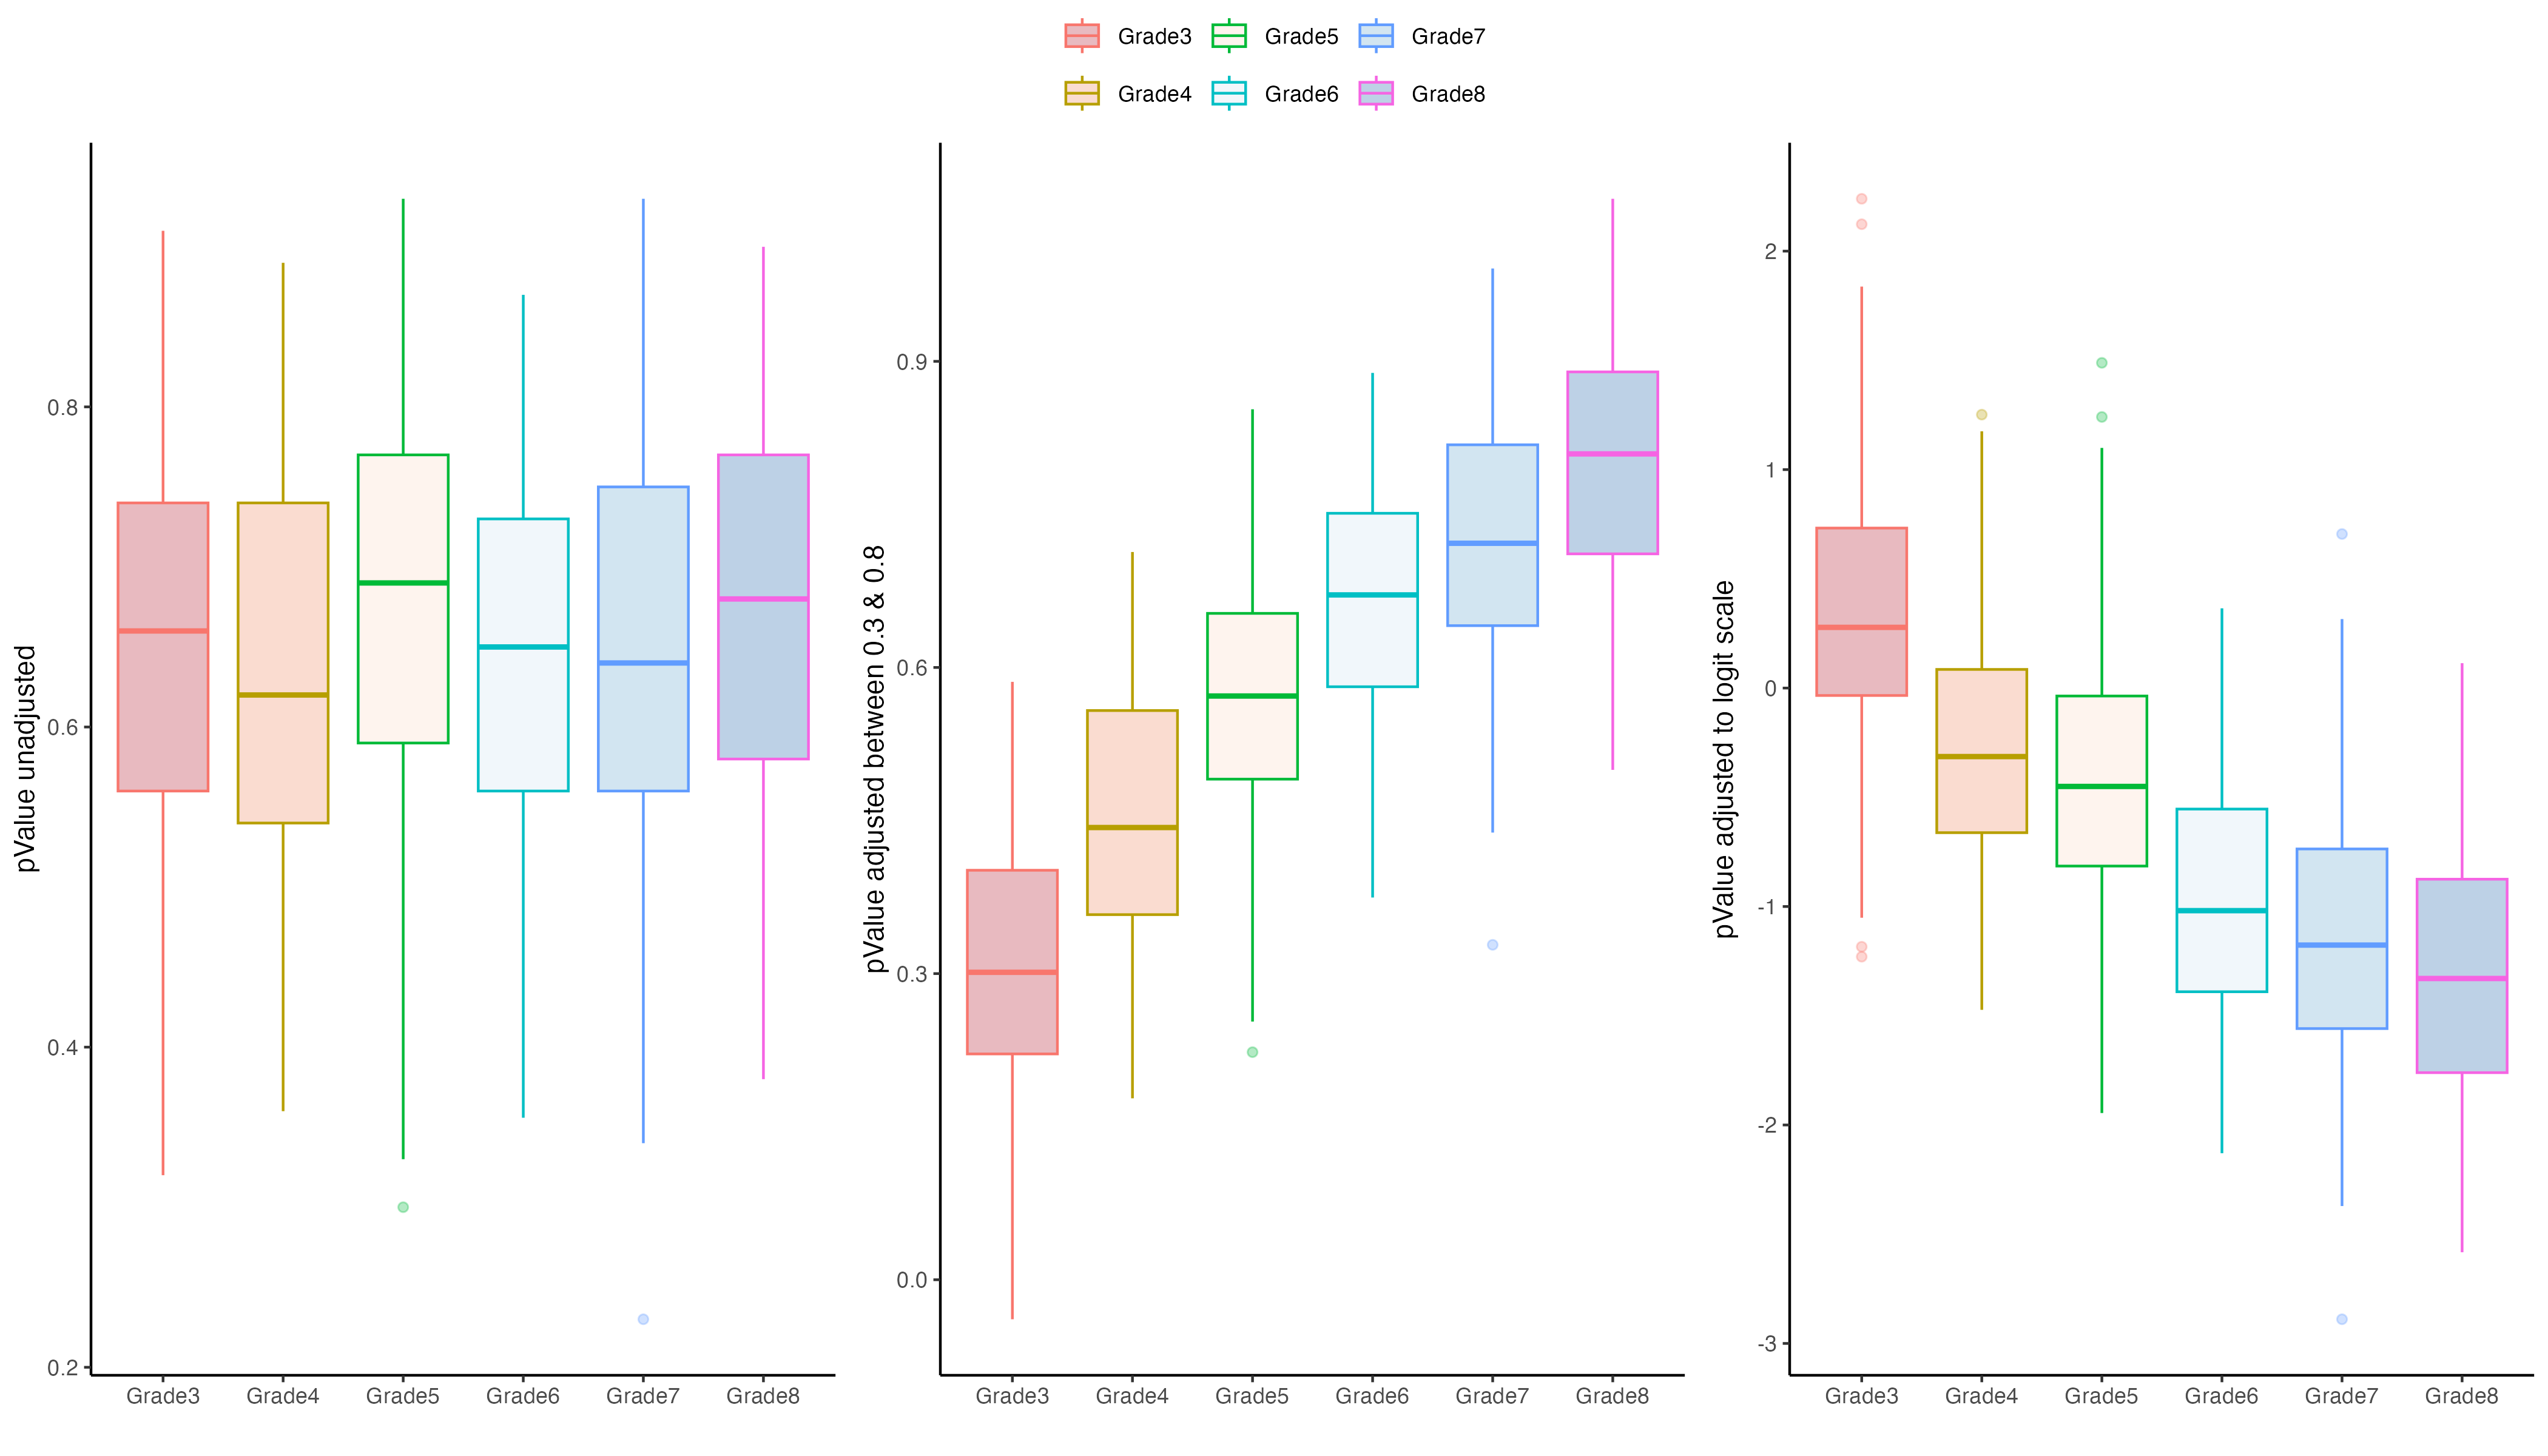 Grade3 Grade5 Grade7
Grade4 Grade6 Grade8
pValue unadjusted
0.8
0.6
0.4
0.2
Grade3 Grade4 Grade5 Grade6 Grade7 Grade8
pValue adjusted between 0.3 & 0.8
0.9
0.6
0.3
0.0
Grade3 Grade4 Grade5 Grade6 Grade7 Grade8
pValue adjusted to logit scale
2
1
0
-1
-2
-3
Grade3 Grade4 Grade5 Grade6 Grade7 Grade8